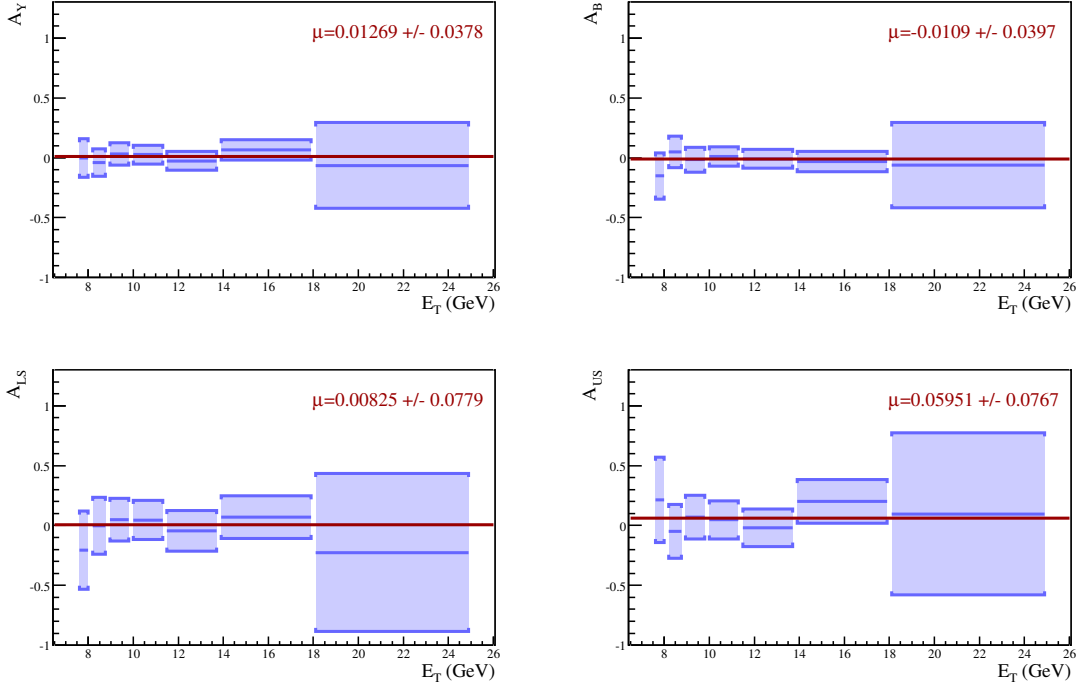 A_Y
μ=0.01269 +/- 0.0378
1
0.5
0
-0.5
-1
8 10 12 14 16 18 20 22 24 26
E_T (GeV)
A_B
μ=-0.0109 +/- 0.0397
1
0.5
0
-0.5
-1
8 10 12 14 16 18 20 22 24 26
E_T (GeV)
A_LS
μ=0.00825 +/- 0.0779
1
0.5
0
-0.5
-1
8 10 12 14 16 18 20 22 24 26
E_T (GeV)
A_US
μ=0.05951 +/- 0.0767
1
0.5
0
-0.5
-1
8 10 12 14 16 18 20 22 24 26
E_T (GeV)